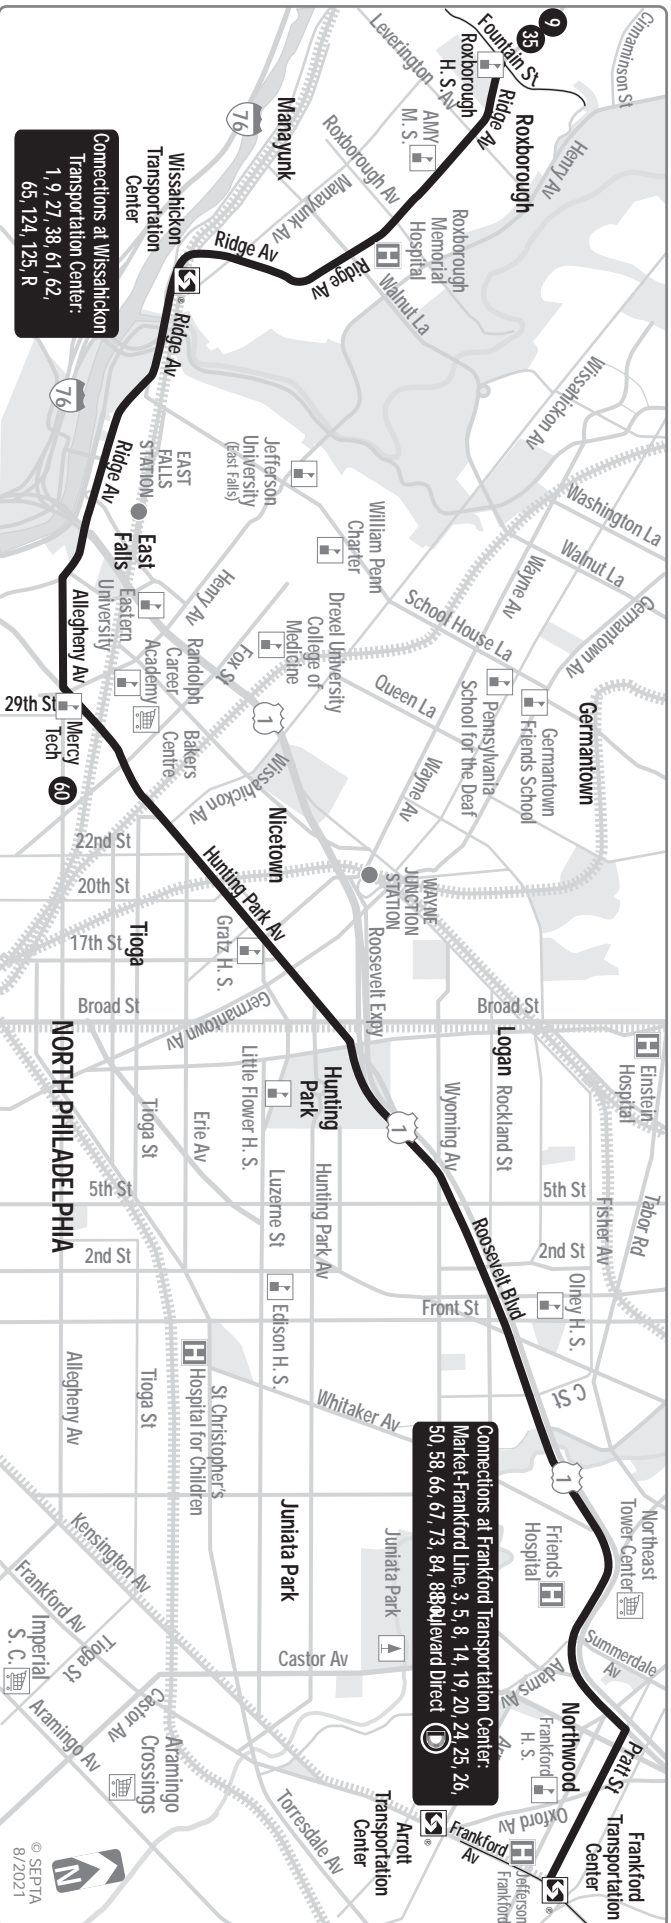 9
35
Fountain St
Cinnaminson St
Leverington Av
Roxborough
H. S.
Ridge Av
Roxborough
AMY
M. S.
Henry Av
Roxborough Av
Manayunk
76
Manayunk Av
Roxborough
Memorial
Hospital
Walnut La
Ridge Av
Ridge Av
Wissahickon
Transportation
Center
Connections at Wissahickon
Transportation Center:
1, 9, 27, 38, 61, 62,
65, 124, 125, R
Ridge Av
76
Wissahickon Av
Ridge Av
EAST
FALLS
STATION
Jefferson
University
(East Falls)
East
Falls
William Penn
Charter
Washington La
Walnut La
Wayne Av
Germantown Av
School House La
Henry Av
Eastern
University
Allegheny Av
Drexel University
College of
Medicine
Fox St
Randolph
Career
Academy
Queen La
Pennsylvania
School for the Deaf
Germantown
Friends School
Germantown
29th St
Mercy
Tech
60
Bakers
Centre
1
Wissahickon Av
Wayne Av
Nicetown
22nd St
20th St
Hunting Park Av
WAYNE
JUNCTION
STATION
17th St
Tioga
Gratz H. S.
Roosevelt Expy
Germantown Av
Broad St
Broad St
Logan
Einstein
Hospital
NORTH PHILADELPHIA
Hunting
Park
Little Flower H. S.
Tioga St
Erie Av
1
Wyoming Av
Rockland St
5th St
5th St
Fisher Av
Tabor Rd
Luzerne St
Hunting Park Av
2nd St
2nd St
Roosevelt Blvd
Edison H. S.
Front St
Olney H. S.
Allegheny Av
Tioga St
St Christopher's
Hospital for Children
Whitaker Av
C St
Connections at Frankford Transportation Center:
Market-Frankford Line, 3, 5, 8, 14, 19, 20, 24, 25, 26,
50, 58, 66, 67, 73, 84, 88, Boulevard Direct
1
Juniata Park
Juniata Park
Friends
Hospital
Northeast
Tower Center
Kensington Av
Frankford Av
Tioga St
Castor Av
Summerdale
Av
Adams Av
Imperial
S. C.
Aramingo Av
Castor Av
Aramingo
Crossings
Northwood
Frankford
H. S.
Pratt St
Oxford Av
Torresdale Av
Arrott
Transportation
Center
Frankford
Av
Frankford
Transportation
Center
Jefferson
Frankford
N
© SEPTA
8/2021